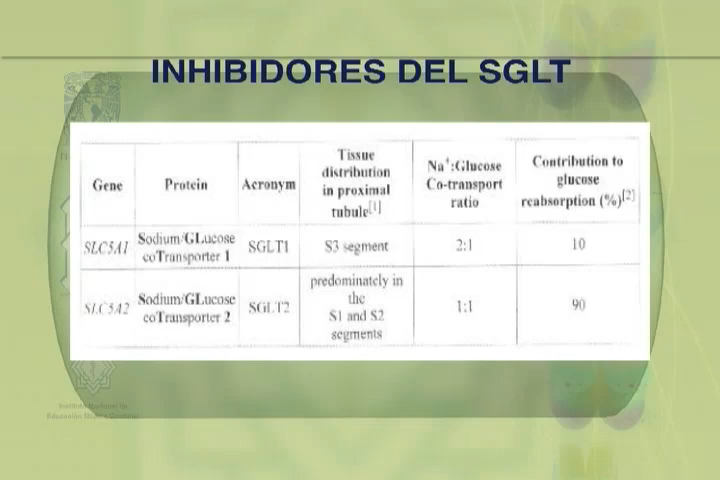 INHIBIDORES DEL SGLT
Gene
Protein
Acronym
Tissue
distribution
in proximal
tubule[1]
Na+:Glucose
Co-transport
ratio
Contribution to
glucose
reabsorption (%)[2]
SLC5A1
Sodium/GLucose
coTransporter 1
SGLT1
S3 segment
2:1
10
SLC5A2
Sodium/GLucose
coTransporter 2
SGLT2
predominately in
the
S1 and S2
segments
1:1
90